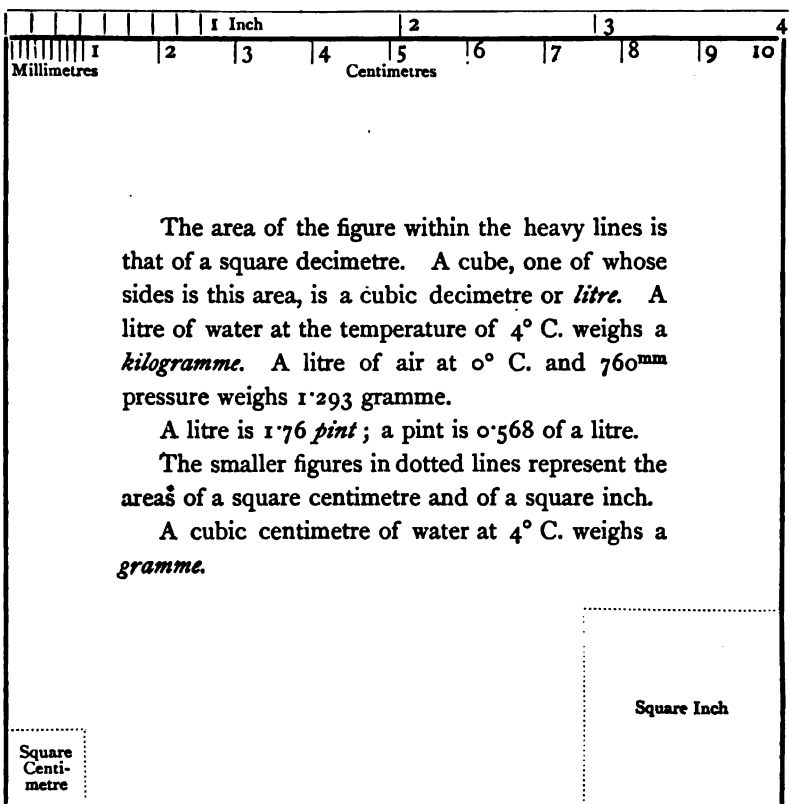 1 Inch 2 3 4
1 2 3 4 5 6 7 8 9 10
Millimetres Centimetres
The area of the figure within the heavy lines is
that of a square decimetre. A cube, one of whose
sides is this area, is a cubic decimetre or litre. A
litre of water at the temperature of 4° C. weighs a
kilogramme. A litre of air at 0° C. and 760mm
pressure weighs 1·293 gramme.
A litre is 1·76 pint; a pint is 0·568 of a litre.
The smaller figures in dotted lines represent the
areas of a square centimetre and of a square inch.
A cubic centimetre of water at 4° C. weighs a
gramme.
Square Inch
Square
Centi-
metre